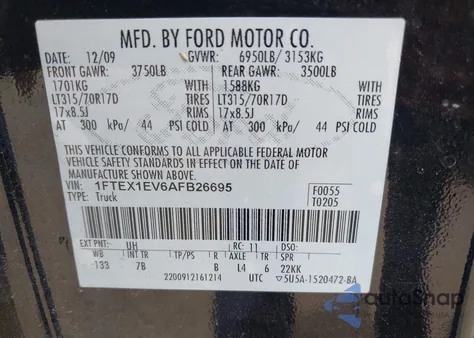 MFD. BY FORD MOTOR CO.
DATE: 12/09 GVWR: 6950LB/ 3153KG
FRONT GAWR: 3750LB REAR GAWR: 3500LB
1701KG WITH 1588KG WITH
LT315/70R17D TIRES LT315/70R17D TIRES
17x8.5J RIMS 17x8.5J RIMS
AT 300 kPa/ 44 PSI COLD AT 300 kPa/ 44 PSI COLD
THIS VEHICLE CONFORMS TO ALL APPLICABLE FEDERAL MOTOR
VEHICLE SAFETY STANDARDS IN EFFECT ON THE DATE OF MANUFACTURE
SHOWN ABOVE.
VIN: 1FTEX1EV6AFB26695 F0055
TYPE: Truck T0205
EXT PNT: UH RC: 11 DSO:
WB INT TR TP/PS R AXLE TR SPR
133 7B B L4 6 22KK
2200912161214 UTC ▽5U5A-1520472-BA
autoSnap